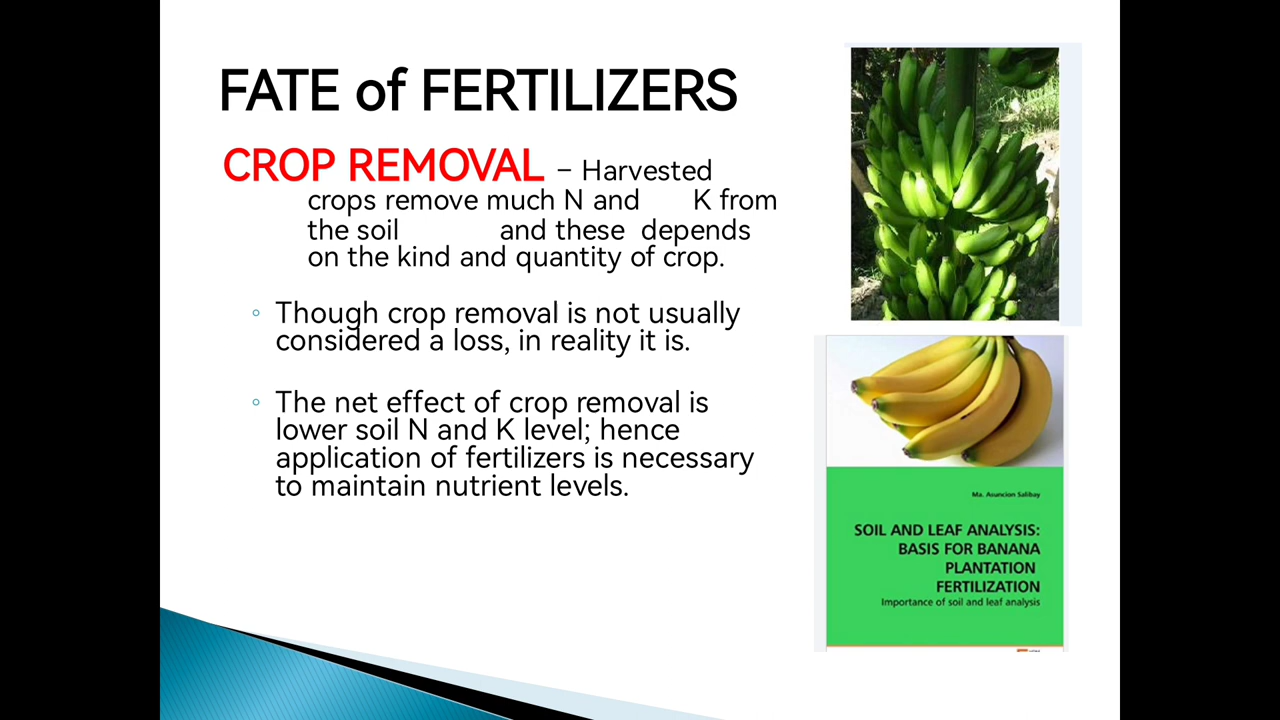 FATE of FERTILIZERS
CROP REMOVAL – Harvested
crops remove much N and K from
the soil and these depends
on the kind and quantity of crop.
◦ Though crop removal is not usually
considered a loss, in reality it is.
◦ The net effect of crop removal is
lower soil N and K level; hence
application of fertilizers is necessary
to maintain nutrient levels.
Ma. Asuncion Salibay
SOIL AND LEAF ANALYSIS:
BASIS FOR BANANA
PLANTATION
FERTILIZATION
Importance of soil and leaf analysis